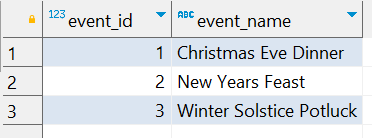 123 event_id ABC event_name
1 1 Christmas Eve Dinner
2 2 New Years Feast
3 3 Winter Solstice Potluck